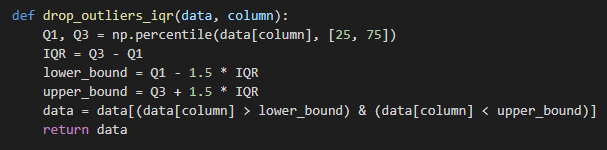 def drop_outliers_iqr(data, column):
    Q1, Q3 = np.percentile(data[column], [25, 75])
    IQR = Q3 - Q1
    lower_bound = Q1 - 1.5 * IQR
    upper_bound = Q3 + 1.5 * IQR
    data = data[(data[column] > lower_bound) & (data[column] < upper_bound)]
    return data